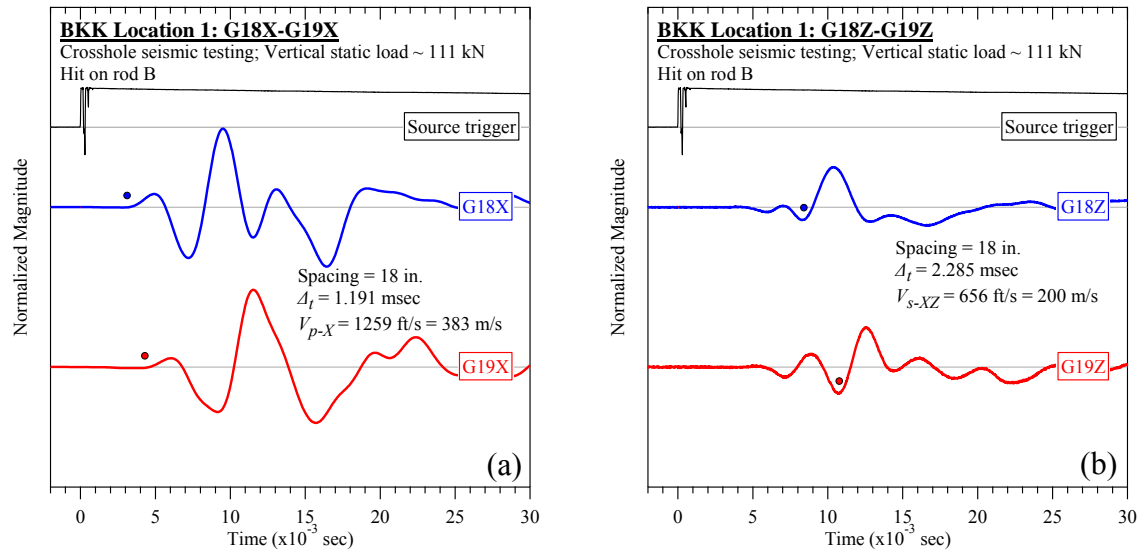 BKK Location 1: G18X-G19X
Crosshole seismic testing; Vertical static load ~ 111 kN
Hit on rod B
Source trigger
G18X
Spacing = 18 in.
Δt = 1.191 msec
Vp-X = 1259 ft/s = 383 m/s
G19X
(a)
Normalized Magnitude
0 5 10 15 20 25 30
Time (x10-3 sec)
BKK Location 1: G18Z-G19Z
Crosshole seismic testing; Vertical static load ~ 111 kN
Hit on rod B
Source trigger
G18Z
Spacing = 18 in.
Δt = 2.285 msec
Vs-XZ = 656 ft/s = 200 m/s
G19Z
(b)
Normalized Magnitude
0 5 10 15 20 25 30
Time (x10-3 sec)